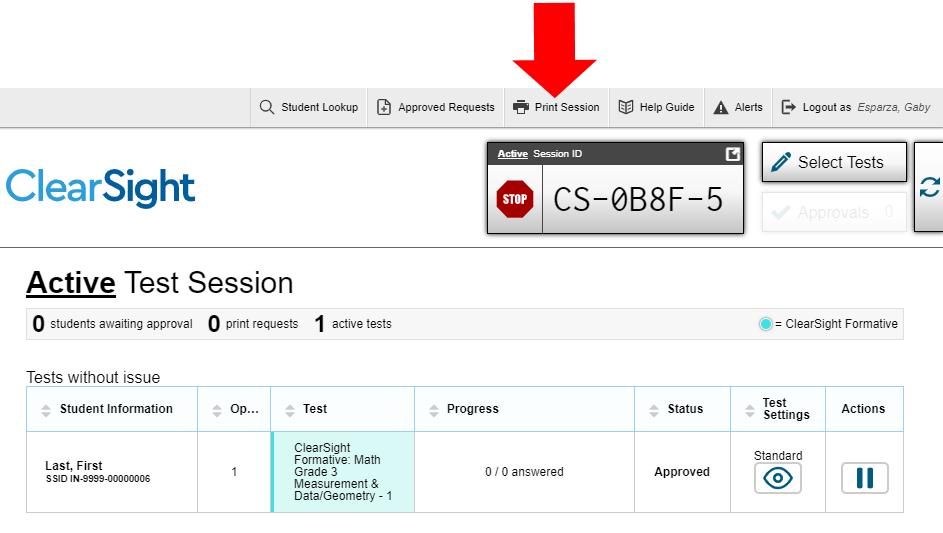 Student Lookup
Approved Requests
Print Session
Help Guide
Alerts
Logout as Esparza, Gaby
ClearSight
Active Session ID
STOP
CS-0B8F-5
Select Tests
Approvals 0
Active Test Session
0 students awaiting approval 0 print requests 1 active tests
= ClearSight Formative
Tests without issue
Student Information
Op...
Test
Progress
Status
Test
Settings
Actions
Last, First
SSID IN-9999-00000006
1
ClearSight
Formative: Math
Grade 3
Measurement &
Data/Geometry - 1
0 / 0 answered
Approved
Standard